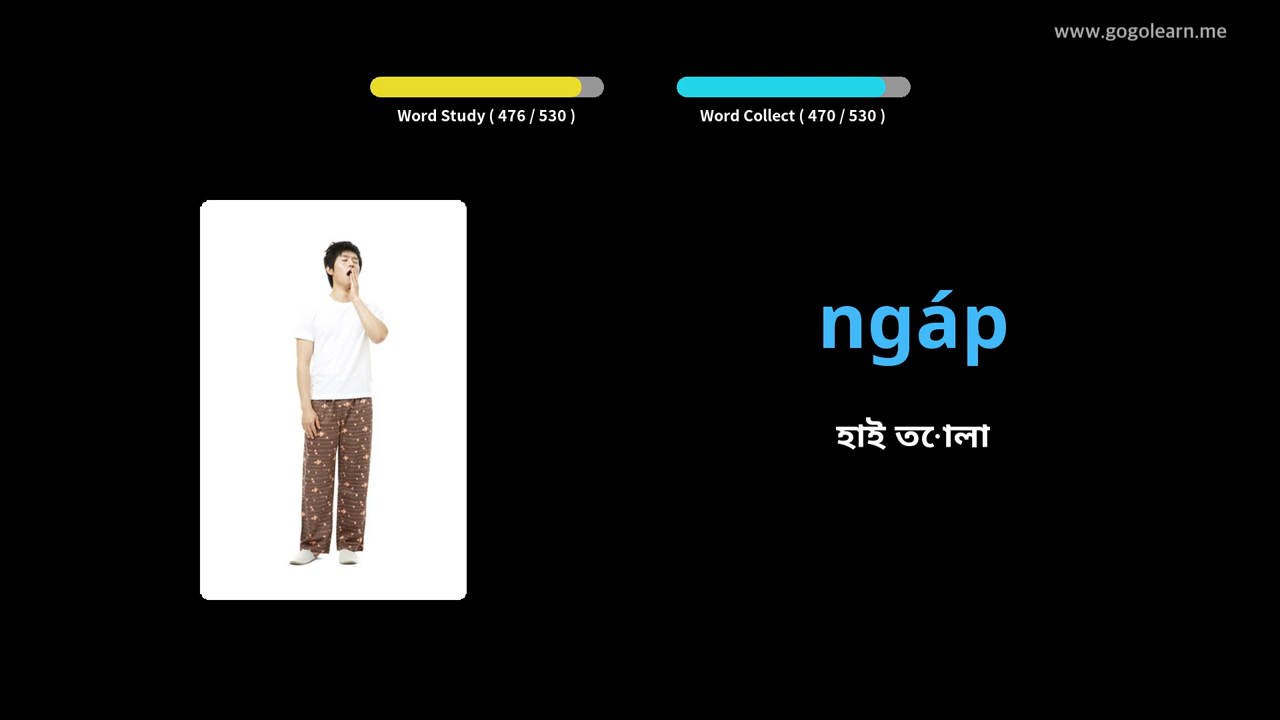 www.gogolearn.me
Word Study ( 476 / 530 )
Word Collect ( 470 / 530 )
ngáp
হাই তোলা